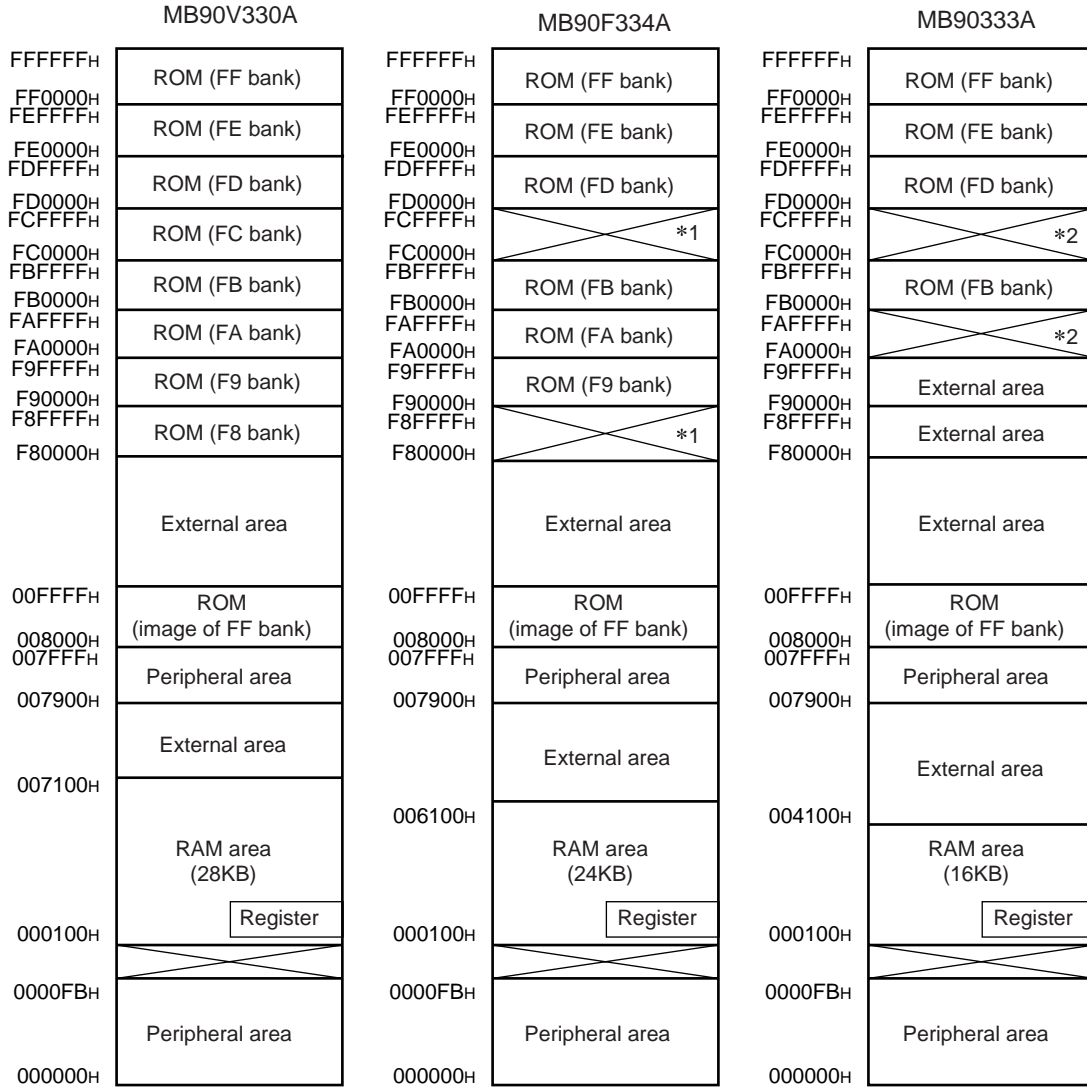 MB90V330A
FFFFFFH
ROM (FF bank)
FF0000H
FEFFFFH
ROM (FE bank)
FE0000H
FDFFFFH
ROM (FD bank)
FD0000H
FCFFFFH
ROM (FC bank)
FC0000H
FBFFFFH
ROM (FB bank)
FB0000H
FAFFFFH
ROM (FA bank)
FA0000H
F9FFFFH
ROM (F9 bank)
F90000H
F8FFFFH
ROM (F8 bank)
F80000H
External area
00FFFFH
ROM
(image of FF bank)
008000H
007FFFH
Peripheral area
007900H
External area
007100H
RAM area
(28KB)
Register
000100H
0000FBH
Peripheral area
000000H
MB90F334A
FFFFFFH
ROM (FF bank)
FF0000H
FEFFFFH
ROM (FE bank)
FE0000H
FDFFFFH
ROM (FD bank)
FD0000H
FCFFFFH
*1
FC0000H
FBFFFFH
ROM (FB bank)
FB0000H
FAFFFFH
ROM (FA bank)
FA0000H
F9FFFFH
ROM (F9 bank)
F90000H
F8FFFFH
*1
F80000H
External area
00FFFFH
ROM
(image of FF bank)
008000H
007FFFH
Peripheral area
007900H
External area
006100H
RAM area
(24KB)
Register
000100H
0000FBH
Peripheral area
000000H
MB90333A
FFFFFFH
ROM (FF bank)
FF0000H
FEFFFFH
ROM (FE bank)
FE0000H
FDFFFFH
ROM (FD bank)
FD0000H
FCFFFFH
*2
FC0000H
FBFFFFH
ROM (FB bank)
FB0000H
FAFFFFH
*2
FA0000H
F9FFFFH
External area
F90000H
F8FFFFH
External area
F80000H
External area
00FFFFH
ROM
(image of FF bank)
008000H
007FFFH
Peripheral area
007900H
External area
004100H
RAM area
(16KB)
Register
000100H
0000FBH
Peripheral area
000000H